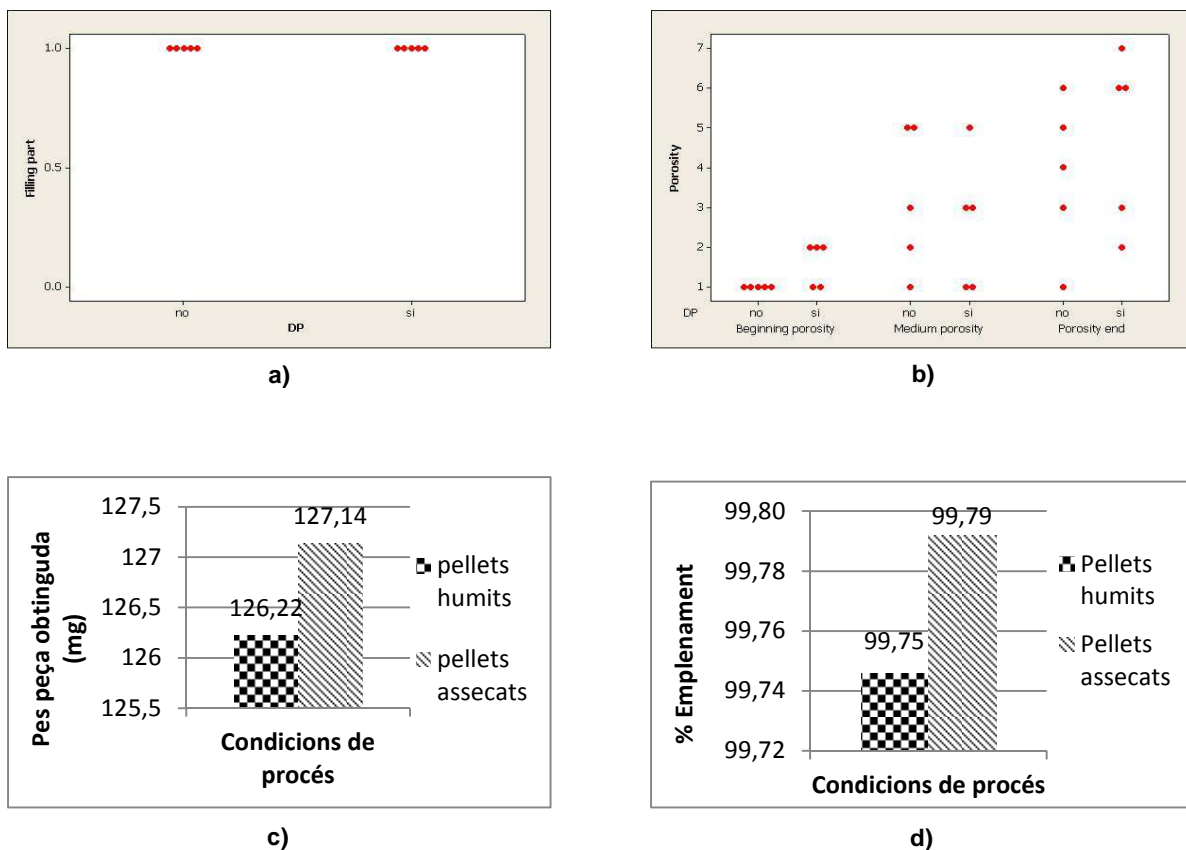 1.0
0.5
0.0
Filling part
no
si
DP
a)
7
6
5
4
3
2
1
Porosity
DP
no
si
no
si
no
si
Beginning porosity
Medium porosity
Porosity end
b)
127,5
127
126,5
126
125,5
Pes peça obtinguda
(mg)
127,14
126,22
pellets
humits
pellets
assecats
Condicions de
procés
c)
99,80
99,78
99,76
99,74
99,72
% Emplenament
99,79
99,75
Pellets
humits
Pellets
assecats
Condicions de procés
d)